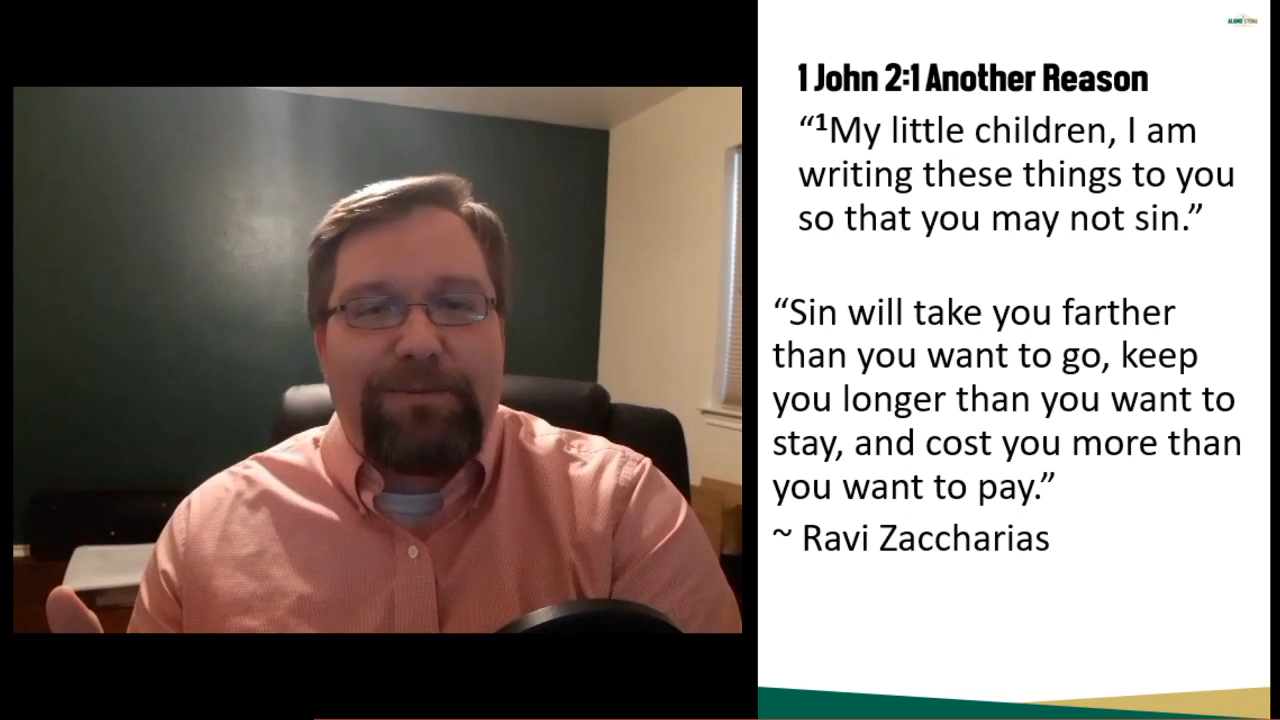 1 John 2:1 Another Reason
“¹My little children, I am
writing these things to you
so that you may not sin.”
“Sin will take you farther
than you want to go, keep
you longer than you want to
stay, and cost you more than
you want to pay.”
~ Ravi Zaccharias